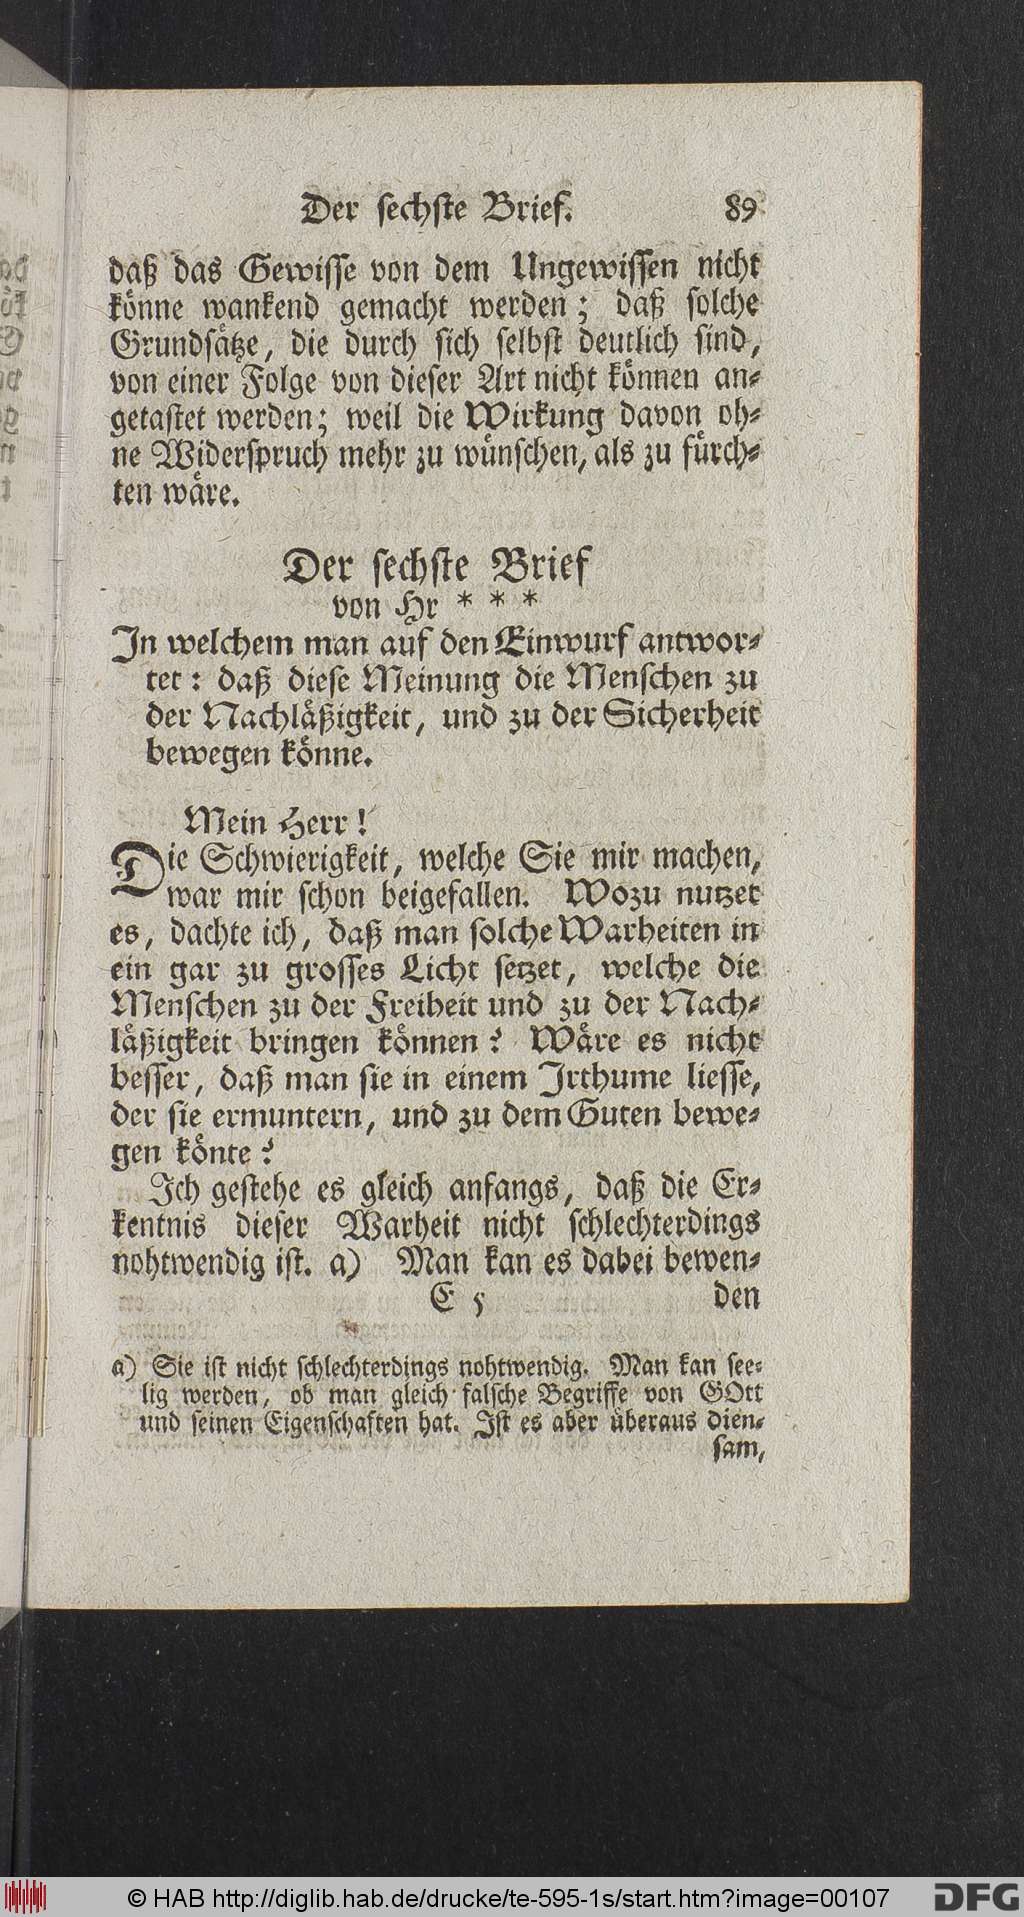 Der sechste Brief. 89
daß das Gewisse von dem Ungewissen nicht
könne wankend gemacht werden; daß solche
Grundsätze, die durch sich selbst deutlich sind,
von einer Folge von dieser Art nicht können an-
getastet werden; weil die Wirkung davon oh-
ne Widerspruch mehr zu wünschen, als zu fürch-
ten wäre.
Der sechste Brief
von Hr * * *
In welchem man auf den Einwurf antwor-
tet: daß diese Meinung die Menschen zu
der Nachläßigkeit, und zu der Sicherheit
bewegen könne.
Mein Herr!
Die Schwierigkeit, welche Sie mir machen,
war mir schon beigefallen. Wozu nutzet
es, dachte ich, daß man solche Warheiten in
ein gar zu grosses Licht setzet, welche die
Menschen zu der Freiheit und zu der Nach-
läßigkeit bringen können? Wäre es nicht
besser, daß man sie in einem Irthume liesse,
der sie ermuntern, und zu dem Guten bewe-
gen könte?
Ich gestehe es gleich anfangs, daß die Er-
kentnis dieser Warheit nicht schlechterdings
nohtwendig ist. a) Man kan es dabei bewen-
E 5 den
a) Sie ist nicht schlechterdings nohtwendig. Man kan see-
lig werden, ob man gleich falsche Begriffe von GOtt
und seinen Eigenschaften hat. Ist es aber überaus dien-
sam,
© HAB http://diglib.hab.de/drucke/te-595-1s/start.htm?image=00107 DFG